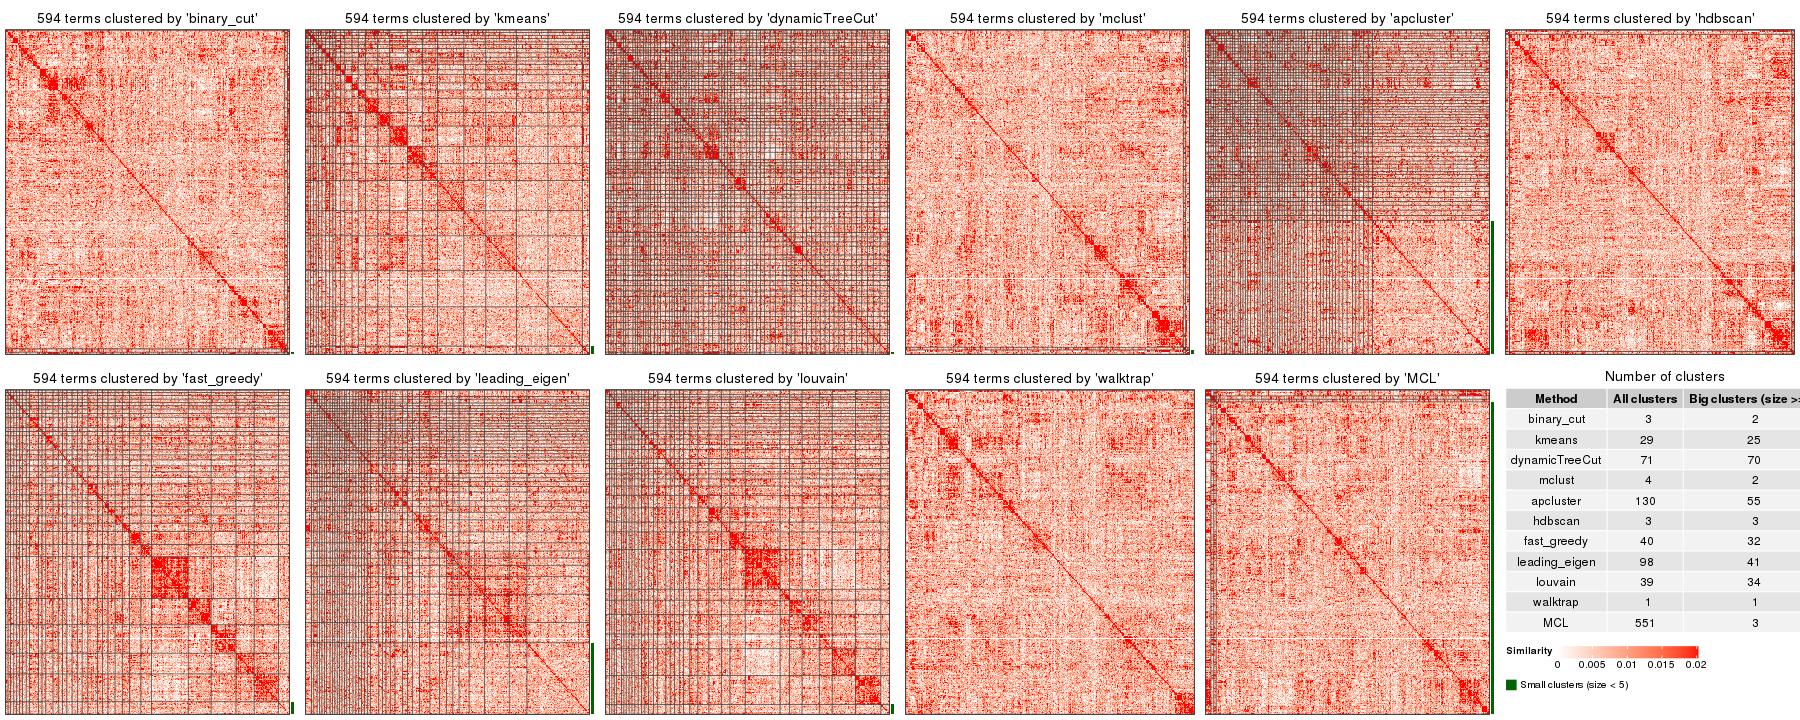 594 terms clustered by 'binary_cut'
594 terms clustered by 'kmeans'
594 terms clustered by 'dynamicTreeCut'
594 terms clustered by 'mclust'
594 terms clustered by 'apcluster'
594 terms clustered by 'hdbscan'
594 terms clustered by 'fast_greedy'
594 terms clustered by 'leading_eigen'
594 terms clustered by 'louvain'
594 terms clustered by 'walktrap'
594 terms clustered by 'MCL'
Number of clusters
Method All clusters Big clusters (size >=
binary_cut 3 2
kmeans 29 25
dynamicTreeCut 71 70
mclust 4 2
apcluster 130 55
hdbscan 3 3
fast_greedy 40 32
leading_eigen 98 41
louvain 39 34
walktrap 1 1
MCL 551 3
Similarity
0 0.005 0.01 0.015 0.02
Small clusters (size < 5)